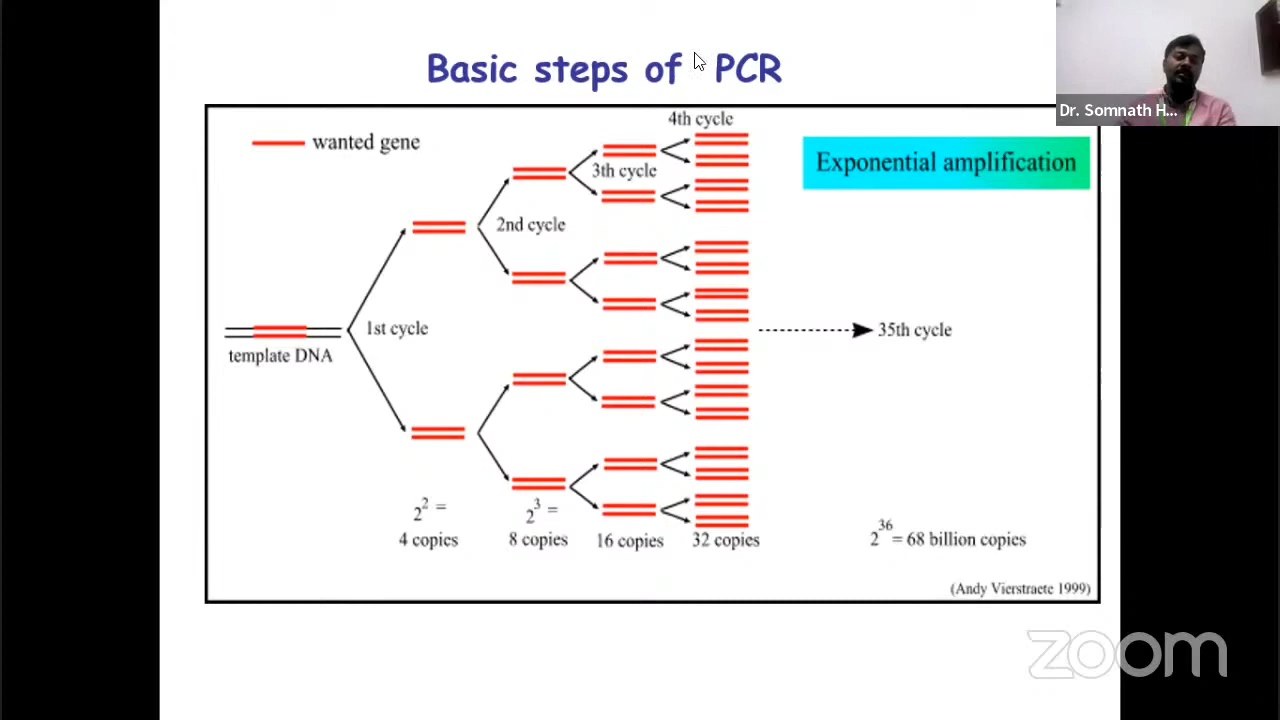 Basic steps of PCR
Dr. Somnath H...
wanted gene
4th cycle
3th cycle
Exponential amplification
2nd cycle
1st cycle
template DNA
35th cycle
2² =
4 copies
2³ =
8 copies
16 copies
32 copies
2³⁶ = 68 billion copies
(Andy Vierstraete 1999)
zoom